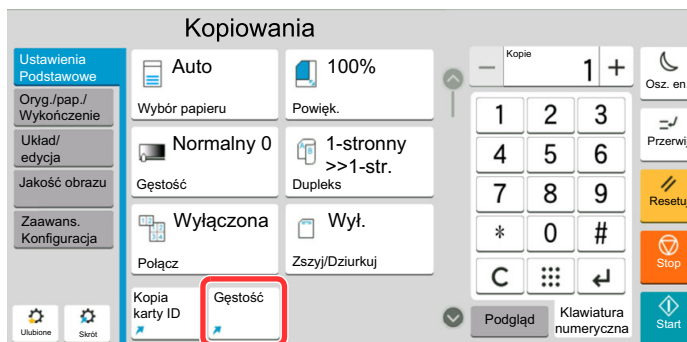 Kopiowania
Ustawienia
Podstawowe
Oryg./pap./
Wykończenie
Układ/
edycja
Jakość obrazu
Zaawans.
Konfiguracja
Ulubione
Skrót
Auto
Wybór papieru
100%
Powięk.
Normalny 0
Gęstość
1-stronny
>>1-str.
Dupleks
Wyłączona
Połącz
Wył.
Zszyj/Dziurkuj
Kopia
karty ID
Gęstość
Kopie
− 1 +
1 2 3
4 5 6
7 8 9
* 0 #
C
Podgląd
Klawiatura
numeryczna
Osz. en
Przerwij
Resetuj
Stop
Start